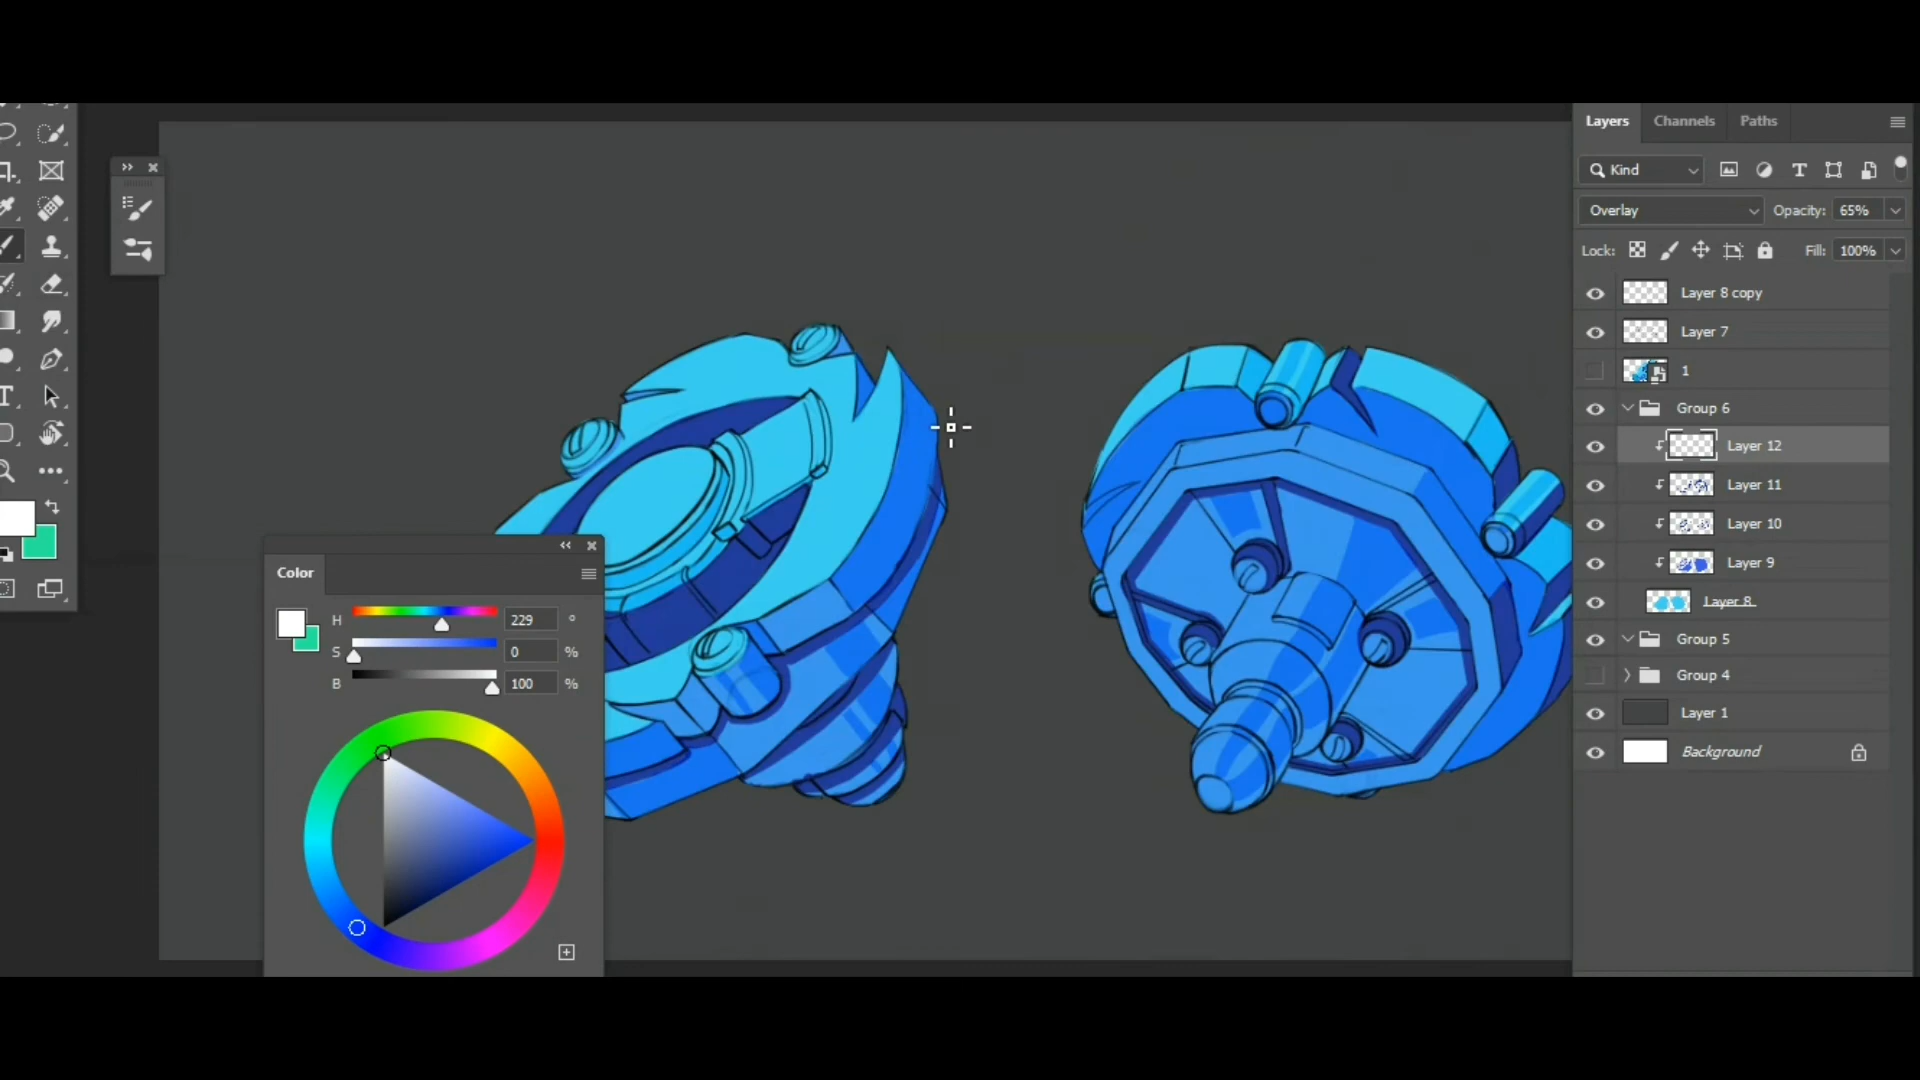 Layers Channels Paths
Kind
Overlay Opacity: 65%
Lock: Fill: 100%
Layer 8 copy
Layer 7
1
Group 6
Layer 12
Layer 11
Layer 10
Layer 9
Layer 8
Group 5
Group 4
Layer 1
Background
Color
H 229 °
S 0 %
B 100 %